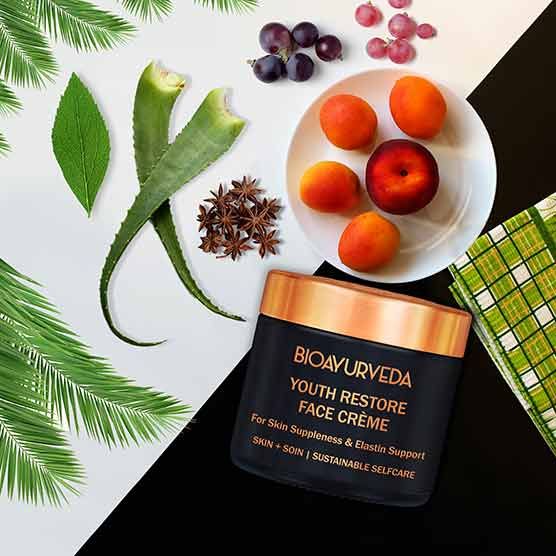 BIOAYURVEDA
YOUTH RESTORE
FACE CRÈME
For Skin Suppleness & Elastin Support
SKIN + SOIN | SUSTAINABLE SELFCARE